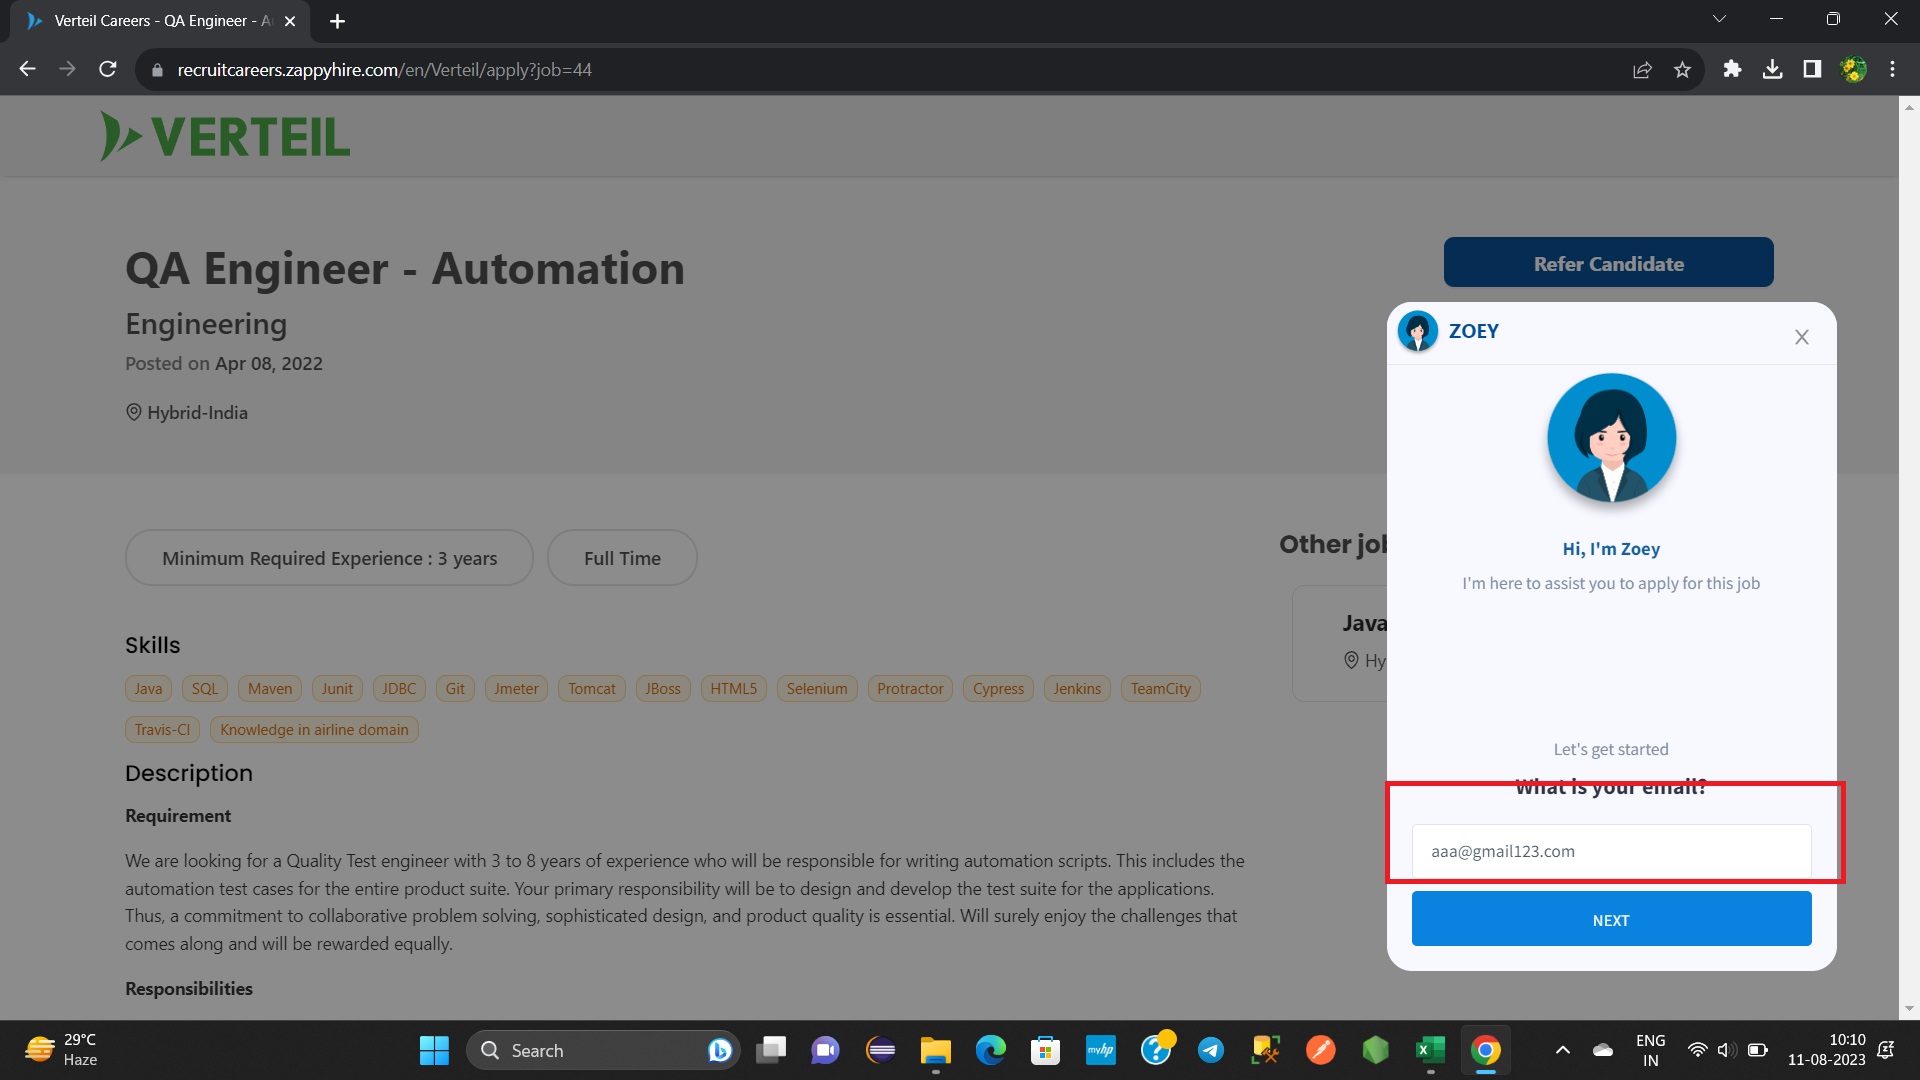 Verteil Careers - QA Engineer - A
recruitcareers.zappyhire.com/en/Verteil/apply?job=44
VERTEIL
QA Engineer - Automation
Refer Candidate
Engineering
Posted on Apr 08, 2022
Hybrid-India
Minimum Required Experience : 3 years
Full Time
Skills
Java SQL Maven Junit JDBC Git Jmeter Tomcat JBoss HTML5 Selenium Protractor Cypress Jenkins TeamCity
Travis-CI Knowledge in airline domain
Description
Requirement
We are looking for a Quality Test engineer with 3 to 8 years of experience who will be responsible for writing automation scripts. This includes the
automation test cases for the entire product suite. Your primary responsibility will be to design and develop the test suite for the applications.
Thus, a commitment to collaborative problem solving, sophisticated design, and product quality is essential. Will surely enjoy the challenges that
comes along and will be rewarded equally.
Responsibilities
Other jo
Java
Hy
ZOEY
Hi, I'm Zoey
I'm here to assist you to apply for this job
Let's get started
What is your email?
aaa@gmail123.com
NEXT
29°C
Haze
Search
myhp
ENG
IN
10:10
11-08-2023